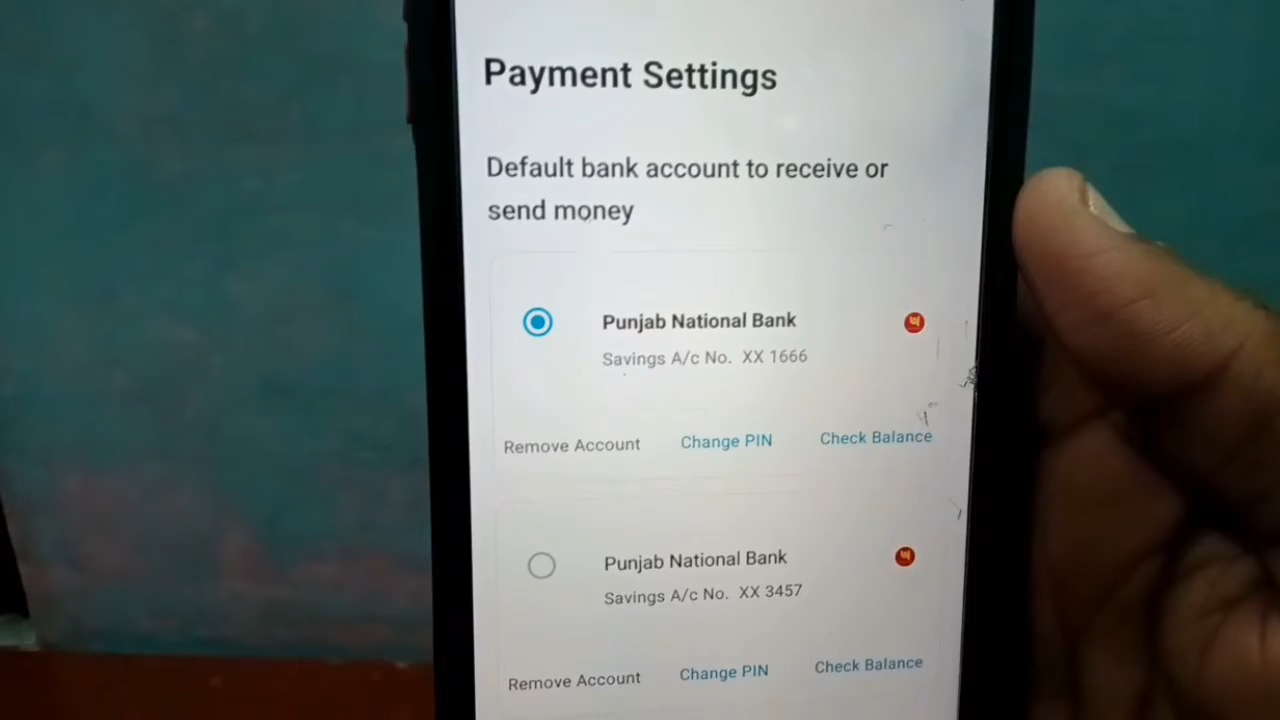 Payment Settings
Default bank account to receive or
send money
Punjab National Bank
Savings A/c No. XX 1666
Remove Account Change PIN Check Balance
Punjab National Bank
Savings A/c No. XX 3457
Remove Account Change PIN Check Balance